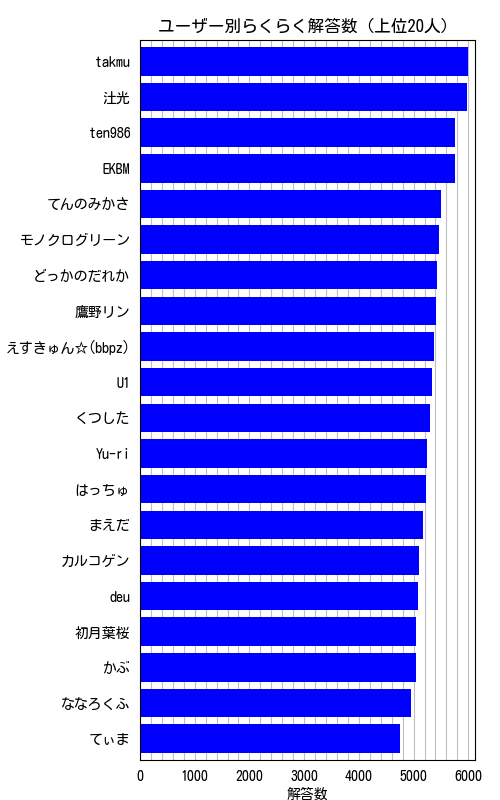 ユーザー別らくらく解答数（上位20人）
takmu
汢光
ten986
EKBM
てんのみかさ
モノクログリーン
どっかのだれか
鷹野リン
えすきゅん☆(bbpz)
U1
くつした
Yu-ri
はっちゅ
まえだ
カルコゲン
deu
初月葉桜
かぶ
ななろくふ
てぃま
0 1000 2000 3000 4000 5000 6000
解答数